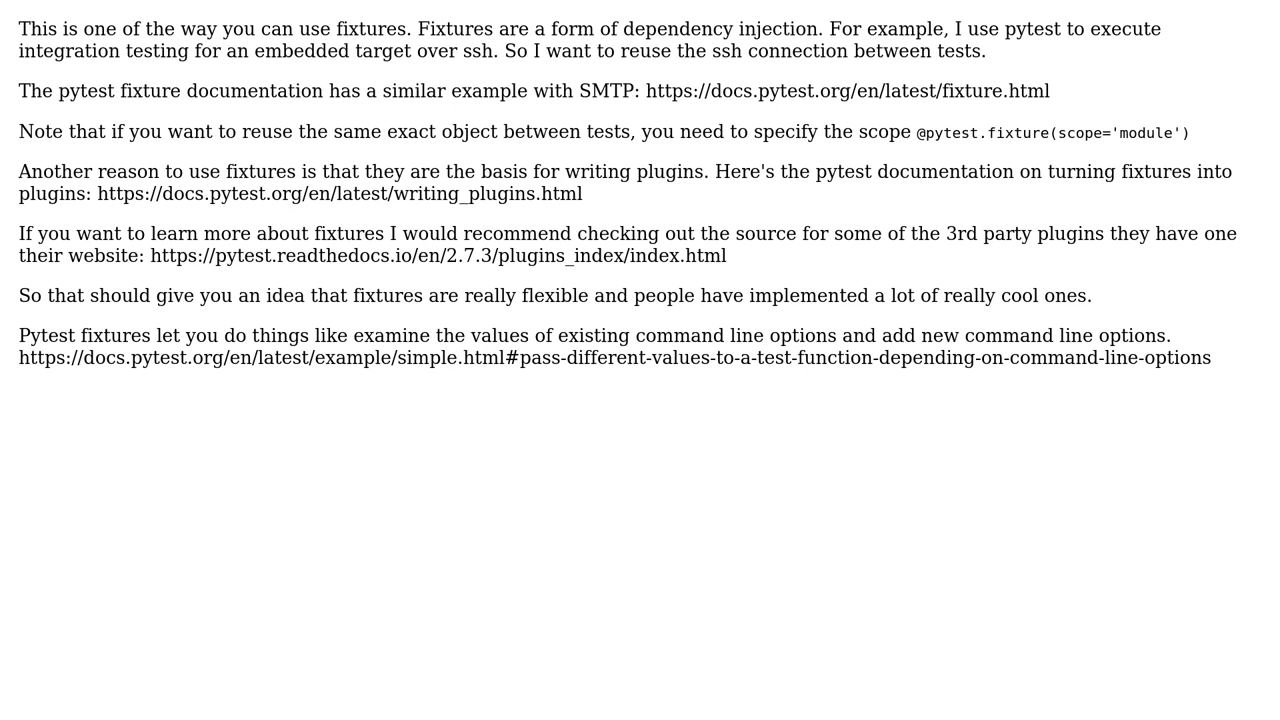 This is one of the way you can use fixtures. Fixtures are a form of dependency injection. For example, I use pytest to execute
integration testing for an embedded target over ssh. So I want to reuse the ssh connection between tests.
The pytest fixture documentation has a similar example with SMTP: https://docs.pytest.org/en/latest/fixture.html
Note that if you want to reuse the same exact object between tests, you need to specify the scope @pytest.fixture(scope='module')
Another reason to use fixtures is that they are the basis for writing plugins. Here's the pytest documentation on turning fixtures into
plugins: https://docs.pytest.org/en/latest/writing_plugins.html
If you want to learn more about fixtures I would recommend checking out the source for some of the 3rd party plugins they have one
their website: https://pytest.readthedocs.io/en/2.7.3/plugins_index/index.html
So that should give you an idea that fixtures are really flexible and people have implemented a lot of really cool ones.
Pytest fixtures let you do things like examine the values of existing command line options and add new command line options.
https://docs.pytest.org/en/latest/example/simple.html#pass-different-values-to-a-test-function-depending-on-command-line-options